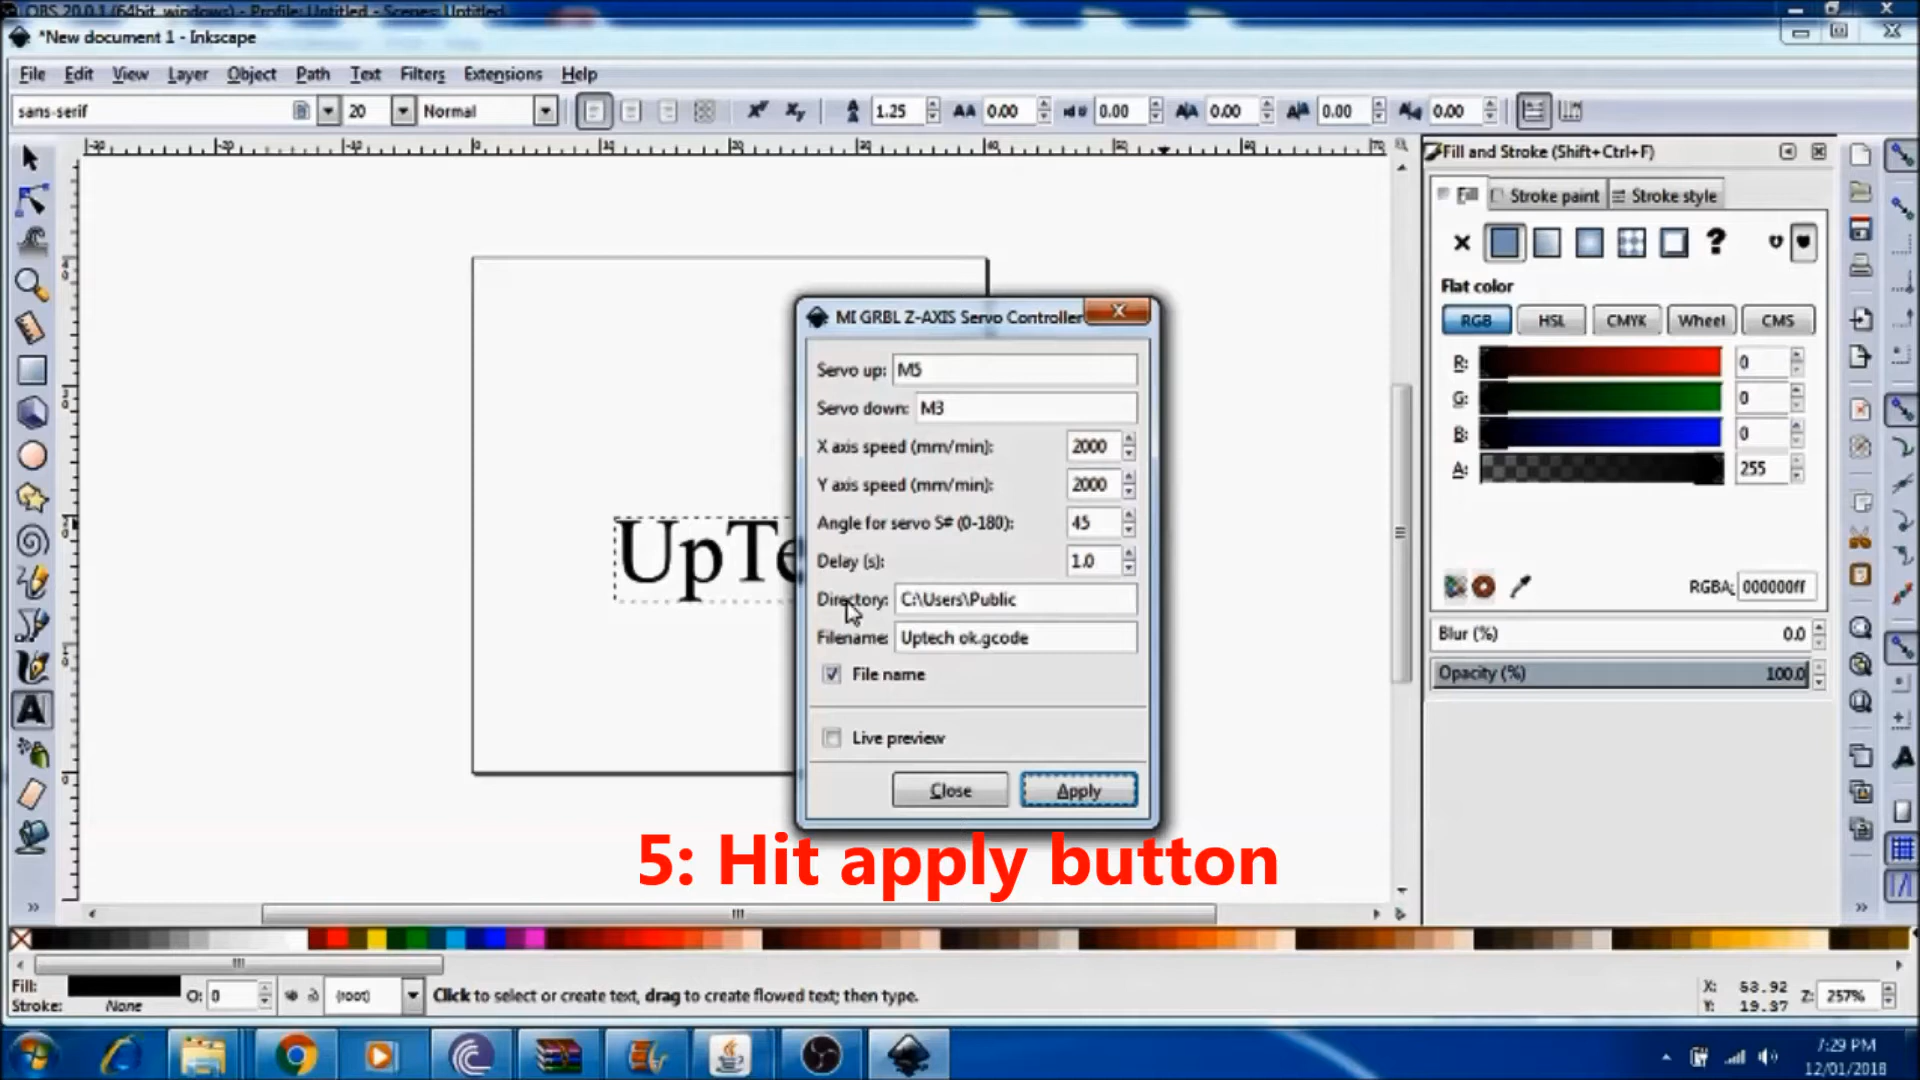 OBS 20.0.1 (64bit, windows) - Profile: Untitled - Scenes: Untitled
*New document 1 - Inkscape
File Edit View Layer Object Path Text Filters Extensions Help
sans-serif 20 Normal 1.25 0.00 0.00 0.00 0.00 0.00
Fill and Stroke (Shift+Ctrl+F)
Fill Stroke paint Stroke style
Flat color
RGB HSL CMYK Wheel CMS
R: 0
G: 0
B: 0
A: 255
RGBA: 000000ff
Blur (%) 0.0
Opacity (%) 100.0
UpTe
MI GRBL Z-AXIS Servo Controller
Servo up: M5
Servo down: M3
X axis speed (mm/min): 2000
Y axis speed (mm/min): 2000
Angle for servo S# (0-180): 45
Delay (s): 1.0
Directory: C:\Users\Public
Filename: Uptech ok.gcode
File name
Live preview
Close Apply
5: Hit apply button
Fill:
Stroke: None
O: 0 (root) Click to select or create text, drag to create flowed text; then type.
X: 53.92
Y: 19.37
Z: 257%
7:29 PM
12/01/2018